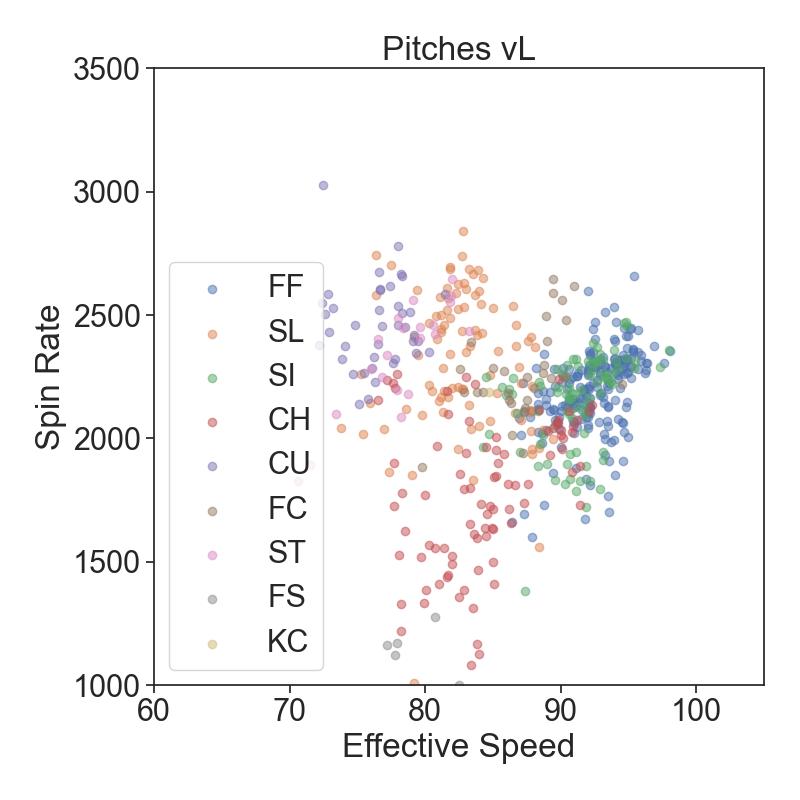 Pitches vL
3500
3000
2500
2000
1500
1000
Spin Rate
FF
SL
SI
CH
CU
FC
ST
FS
KC
60 70 80 90 100
Effective Speed